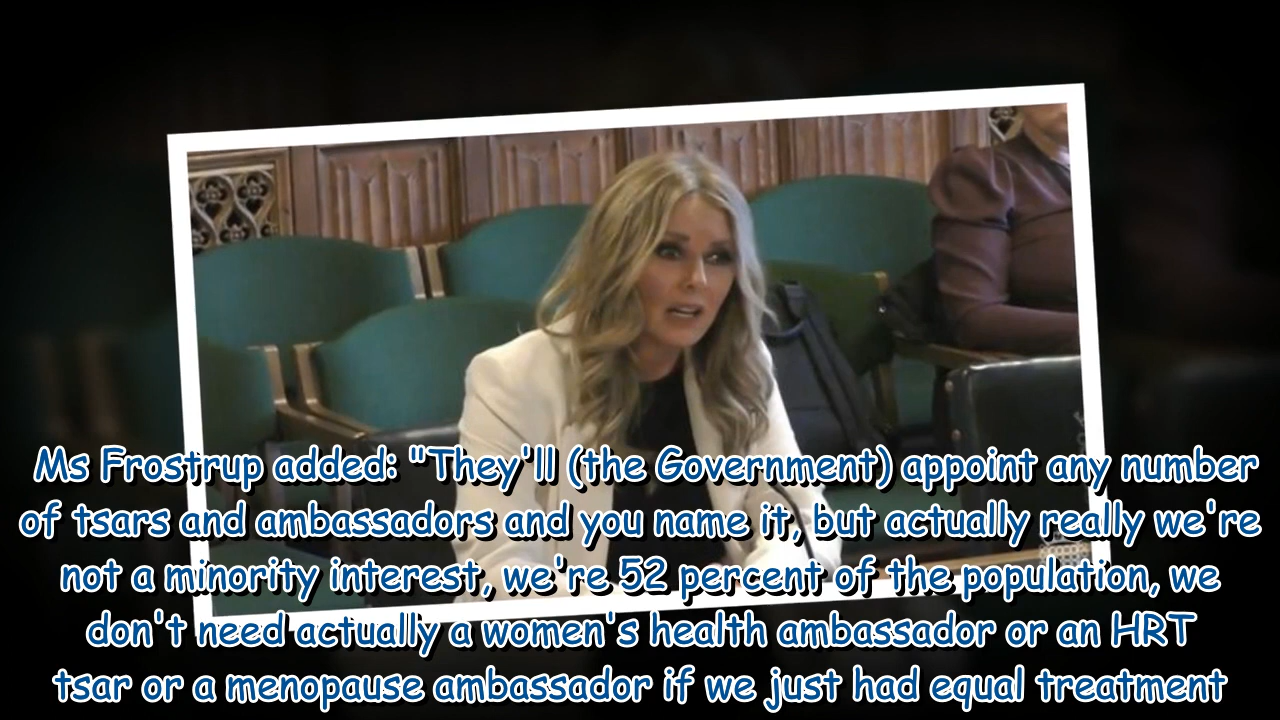 Ms Frostrup added: "They'll (the Government) appoint any number
of tsars and ambassadors and you name it, but actually really we're
not a minority interest, we're 52 percent of the population, we
don't need actually a women's health ambassador or an HRT
tsar or a menopause ambassador if we just had equal treatment